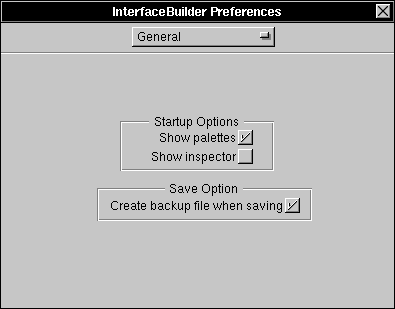 InterfaceBuilder Preferences
General
Startup Options
Show palettes
Show inspector
Save Option
Create backup file when saving